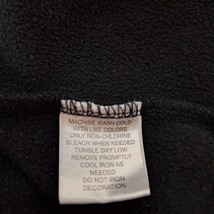 MACHINE WASH COLD
WITH LIKE COLORS
ONLY NON-CHLORINE
BLEACH WHEN NEEDED
TUMBLE DRY LOW
REMOVE PROMPTLY
COOL IRON AS
NEEDED
DO NOT IRON
DECORATION